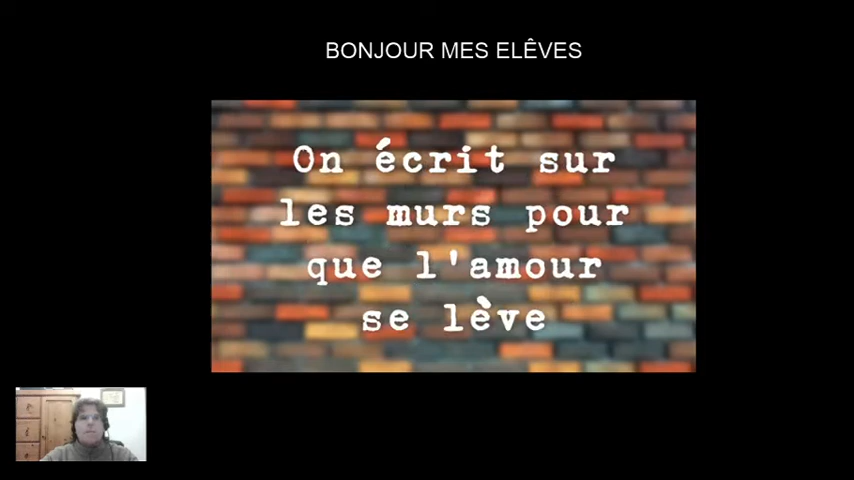 BONJOUR MES ELÊVES
On écrit sur
les murs pour
que l'amour
se lève